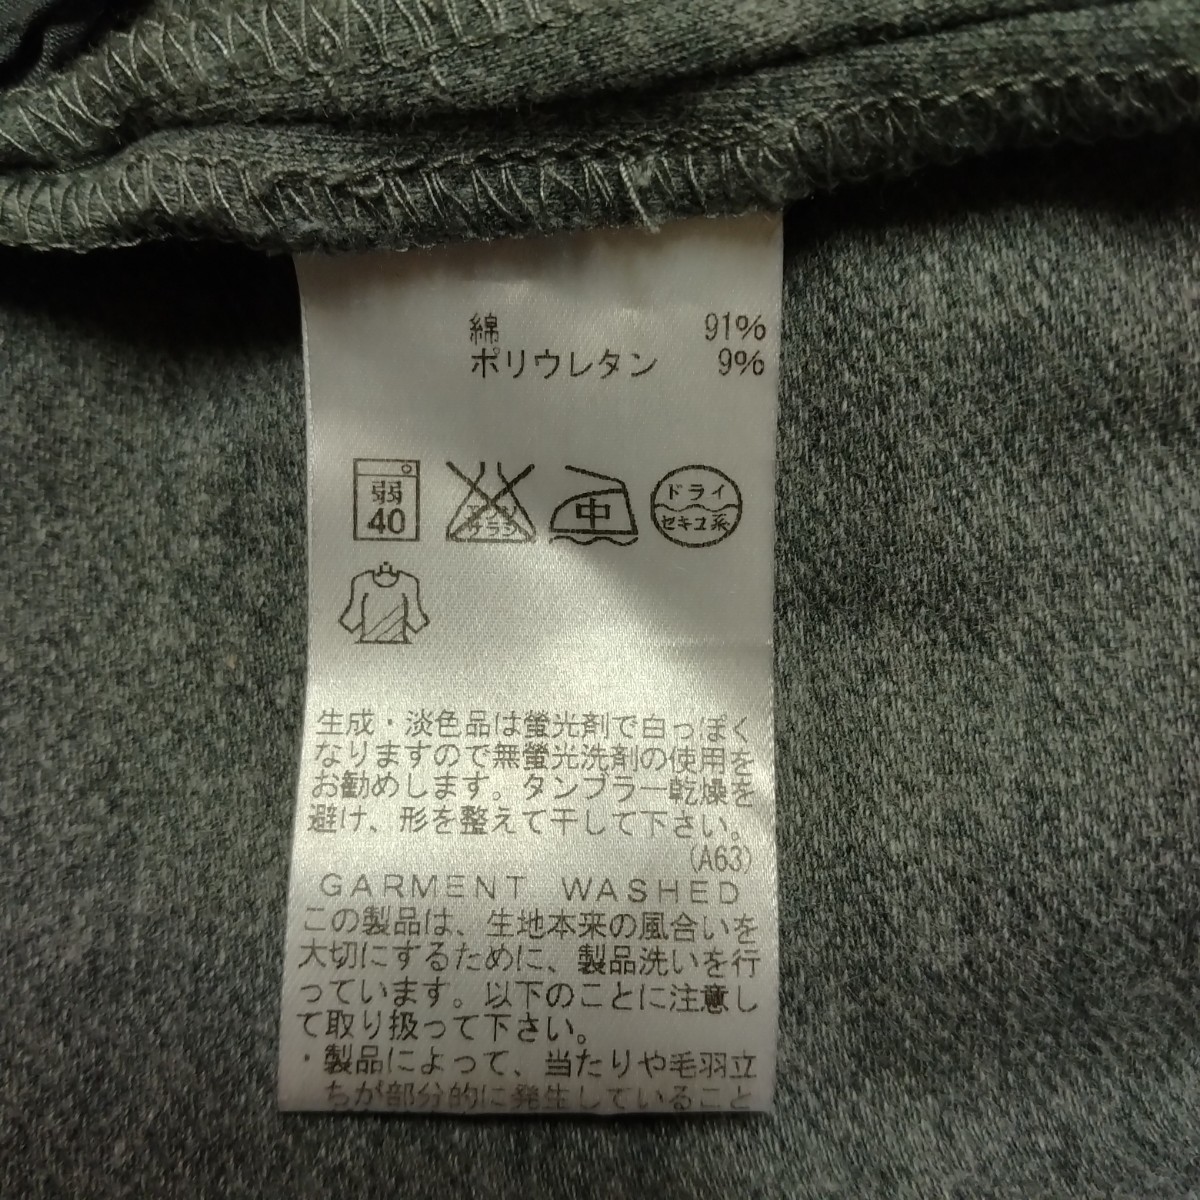 綿 91%
ポリウレタン 9%
弱 40
中
ドライ
セキユ系
生成・淡色品は螢光剤で白っぽく
なりますので無螢光洗剤の使用を
お勧めします。タンブラー乾燥を
避け、形を整えて干して下さい。
(A63)
GARMENT WASHED
この製品は、生地本来の風合いを
大切にするために、製品洗いを行
っています。以下のことに注意し
て取り扱って下さい。
・製品によって、当たりや毛羽立
ちが部分的に発生していること